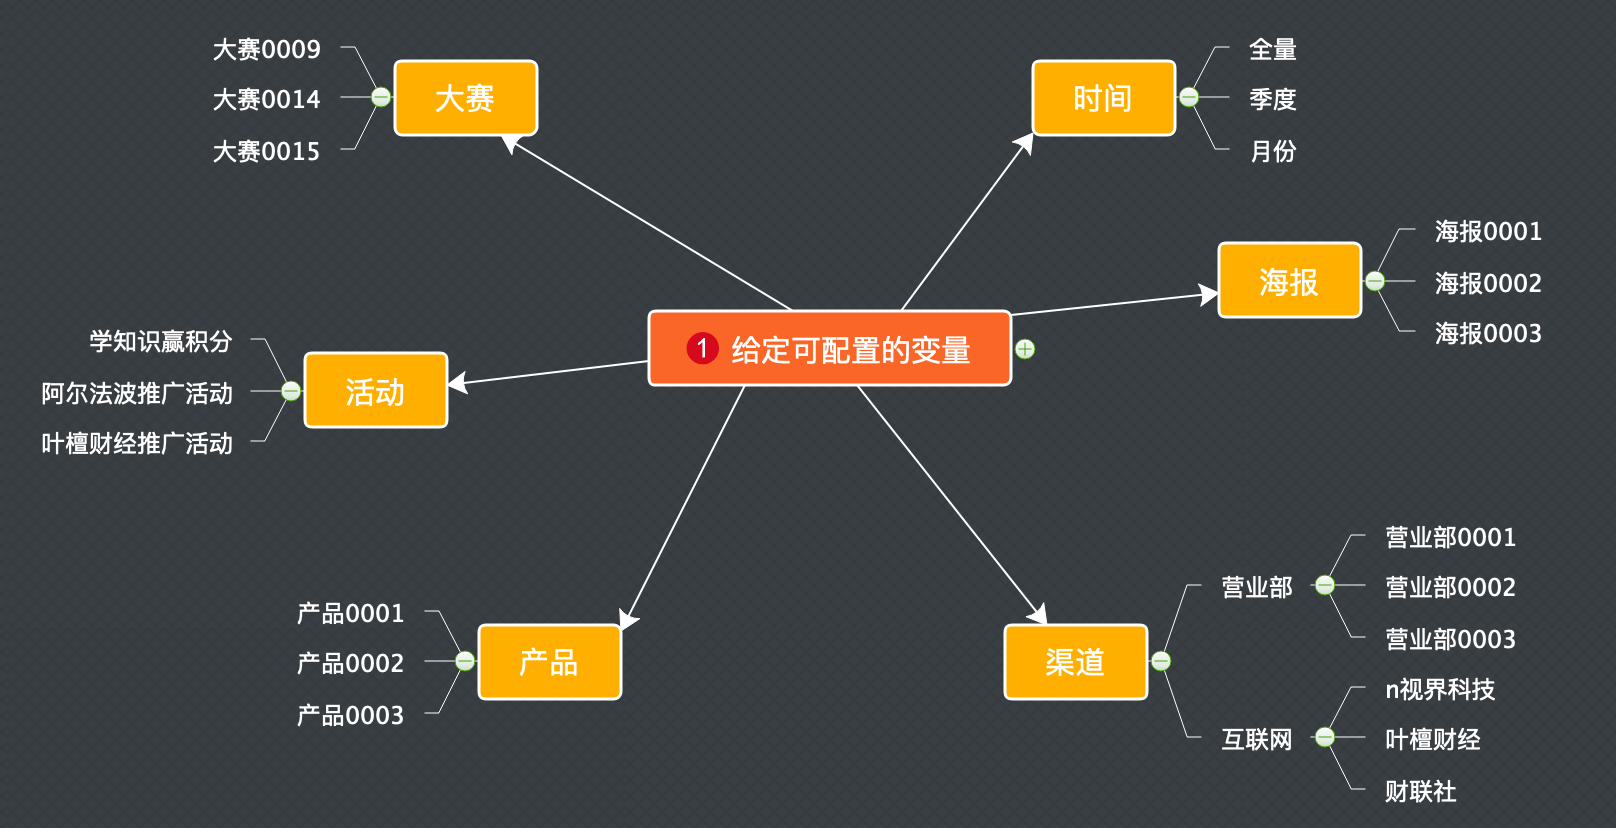 大赛0009
大赛0014
大赛0015
大赛
时间
全量
季度
月份
海报
海报0001
海报0002
海报0003
1 给定可配置的变量
学知识赢积分
阿尔法波推广活动
叶檀财经推广活动
活动
产品0001
产品0002
产品0003
产品
渠道
营业部
营业部0001
营业部0002
营业部0003
互联网
n视界科技
叶檀财经
财联社